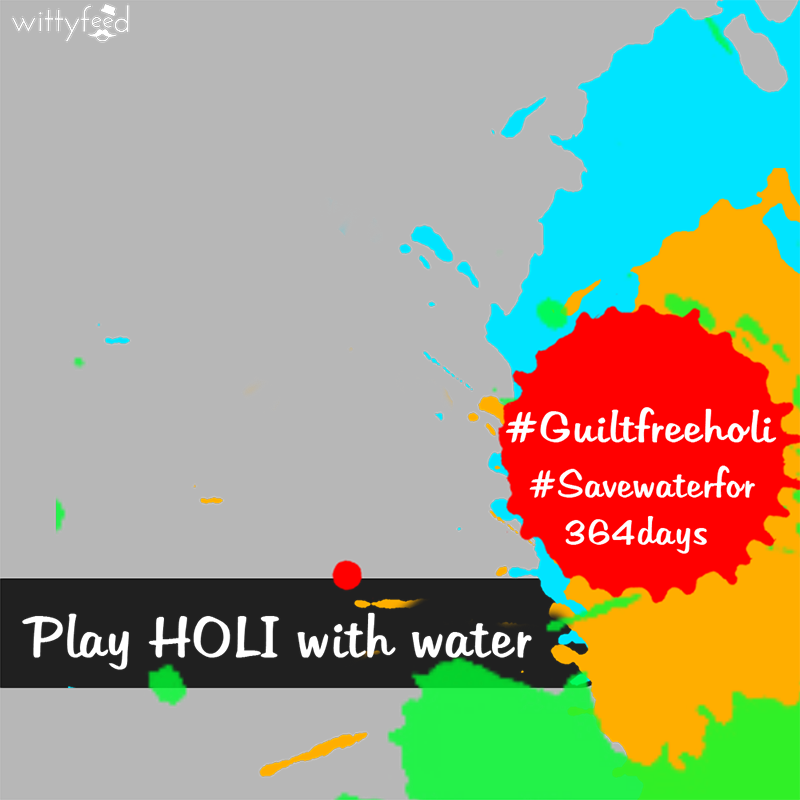 wittyfeed
#Guiltfreeholi
#Savewaterfor
364days
Play HOLI with water